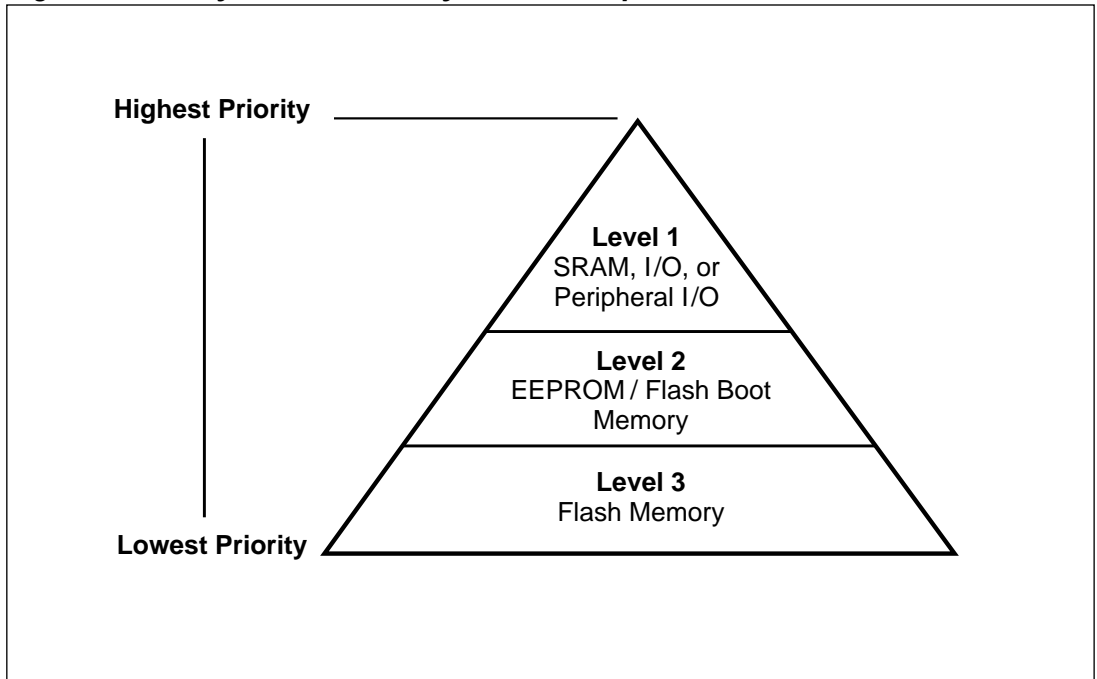 Highest Priority
Level 1
SRAM, I/O, or
Peripheral I/O
Level 2
EEPROM / Flash Boot
Memory
Level 3
Flash Memory
Lowest Priority